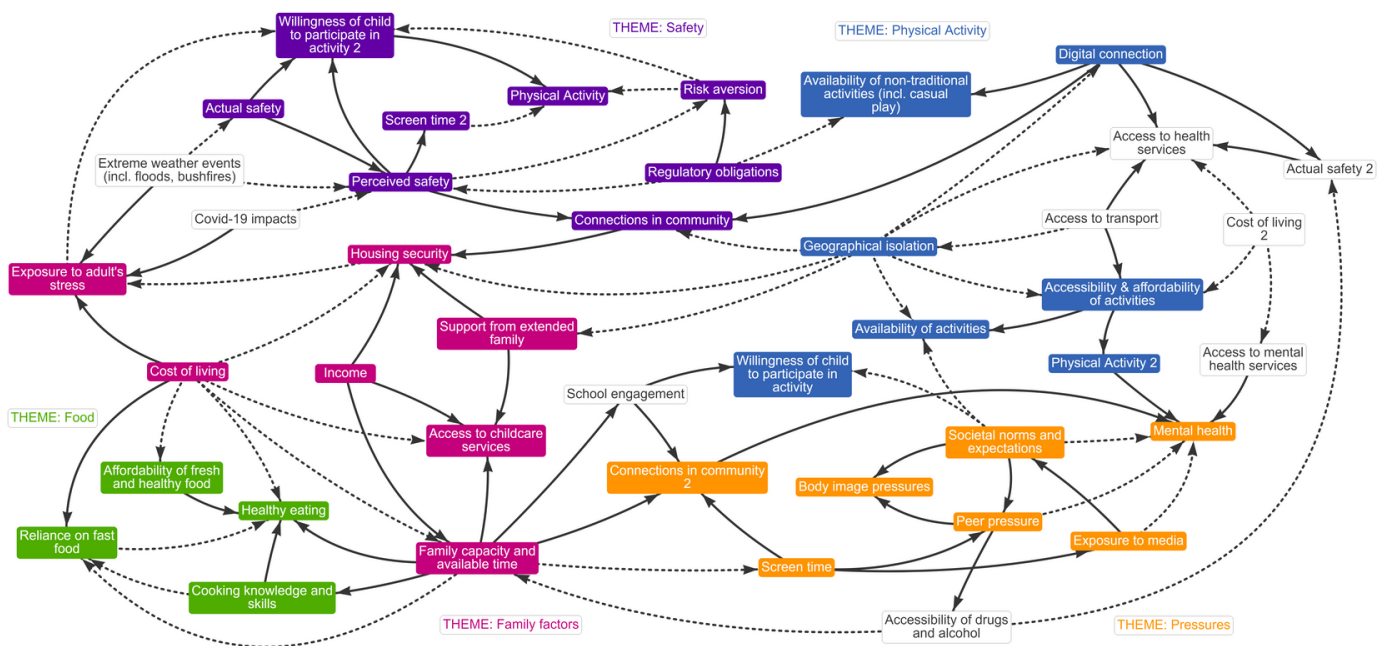 Willingness of child
to participate in
activity 2
THEME: Safety
THEME: Physical Activity
Digital connection
Availability of non-traditional
activities (incl. casual
play)
Physical Activity
Risk aversion
Actual safety
Screen time 2
Access to health
services
Actual safety 2
Extreme weather events
(incl. floods, bushfires)
Perceived safety
Regulatory obligations
Covid-19 impacts
Connections in community
Access to transport
Cost of living
2
Housing security
Geographical isolation
Exposure to adult's
stress
Accessibility & affordability
of activities
Support from extended
family
Availability of activities
Cost of living
Income
Willingness of child
to participate in
activity
Physical Activity 2
Access to mental
health services
School engagement
THEME: Food
Access to childcare
services
Societal norms and
expectations
Mental health
Affordability of fresh
and healthy food
Connections in community
2
Body image pressures
Healthy eating
Peer pressure
Reliance on fast
food
Family capacity and
available time
Screen time
Exposure to media
Cooking knowledge and
skills
THEME: Family factors
Accessibility of drugs
and alcohol
THEME: Pressures